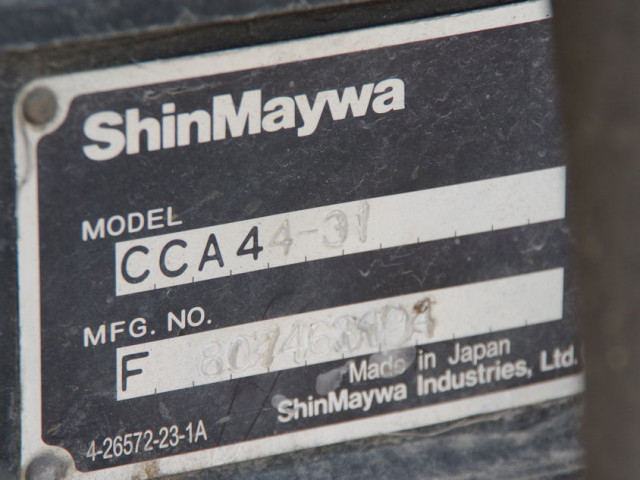 ShinMaywa
MODEL
CCA44-31
MFG. NO.
F
Made in Japan
ShinMaywa Industries, Ltd.
4-26572-23-1A